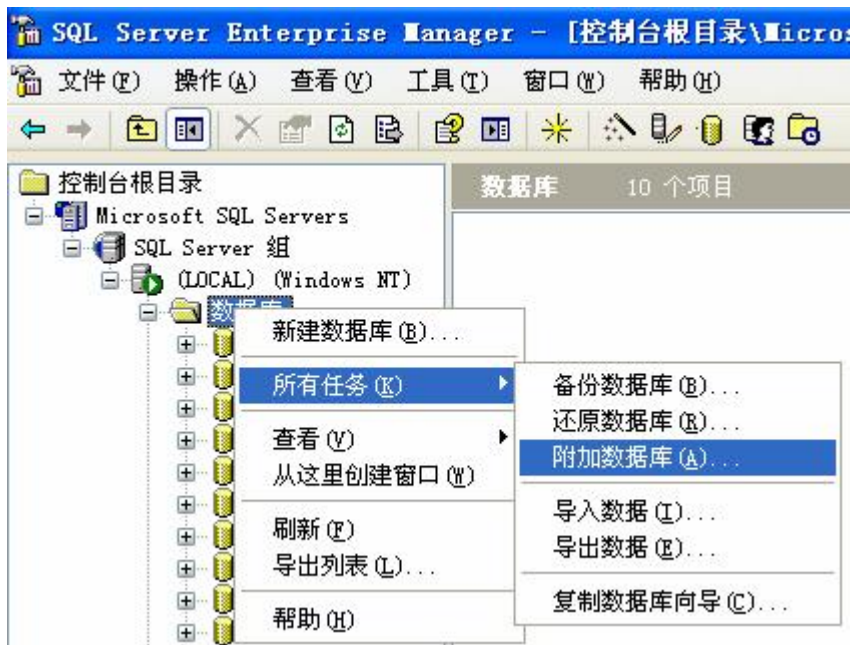 SQL Server Enterprise Manager - [控制台根目录\Micros
文件(F) 操作(A) 查看(V) 工具(T) 窗口(W) 帮助(H)
控制台根目录
数据库 10 个项目
Microsoft SQL Servers
SQL Server 组
(LOCAL) (Windows NT)
数据库
新建数据库(B)...
所有任务(K)
查看(V)
从这里创建窗口(W)
刷新(F)
导出列表(L)...
帮助(H)
备份数据库(B)...
还原数据库(R)...
附加数据库(A)...
导入数据(I)...
导出数据(E)...
复制数据库向导(C)...